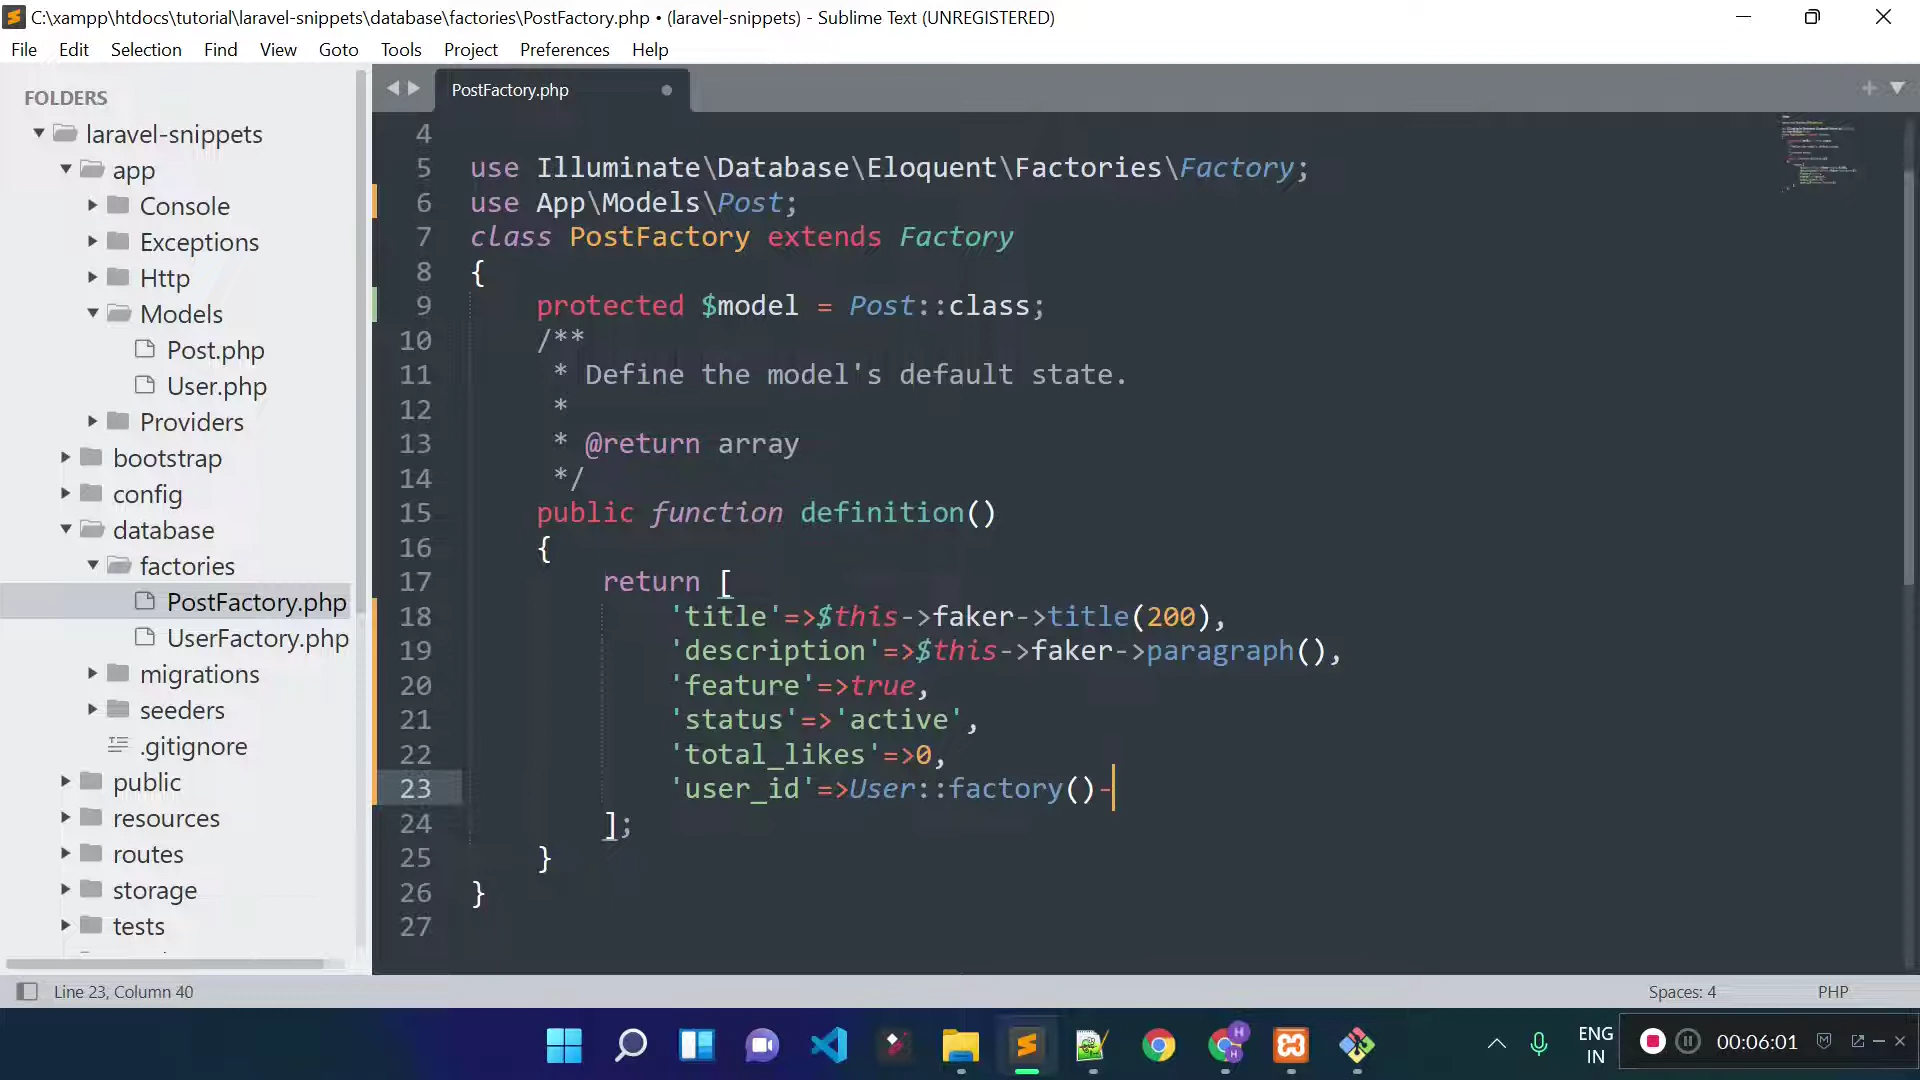 C:\xampp\htdocs\tutorial\laravel-snippets\database\factories\PostFactory.php • (laravel-snippets) - Sublime Text (UNREGISTERED)
File Edit Selection Find View Goto Tools Project Preferences Help
FOLDERS
laravel-snippets
app
Console
Exceptions
Http
Models
Post.php
User.php
Providers
bootstrap
config
database
factories
PostFactory.php
UserFactory.php
migrations
seeders
.gitignore
public
resources
routes
storage
tests
PostFactory.php
4
5 use Illuminate\Database\Eloquent\Factories\Factory;
6 use App\Models\Post;
7 class PostFactory extends Factory
8 {
9 protected $model = Post::class;
10 /**
11 * Define the model's default state.
12 *
13 * @return array
14 */
15 public function definition()
16 {
17 return [
18 'title'=>$this->faker->title(200),
19 'description'=>$this->faker->paragraph(),
20 'feature'=>true,
21 'status'=>'active',
22 'total_likes'=>0,
23 'user_id'=>User::factory()-
24 ];
25 }
26 }
27
Line 23, Column 40
Spaces: 4
PHP
H
H
ENG
IN
00:06:01